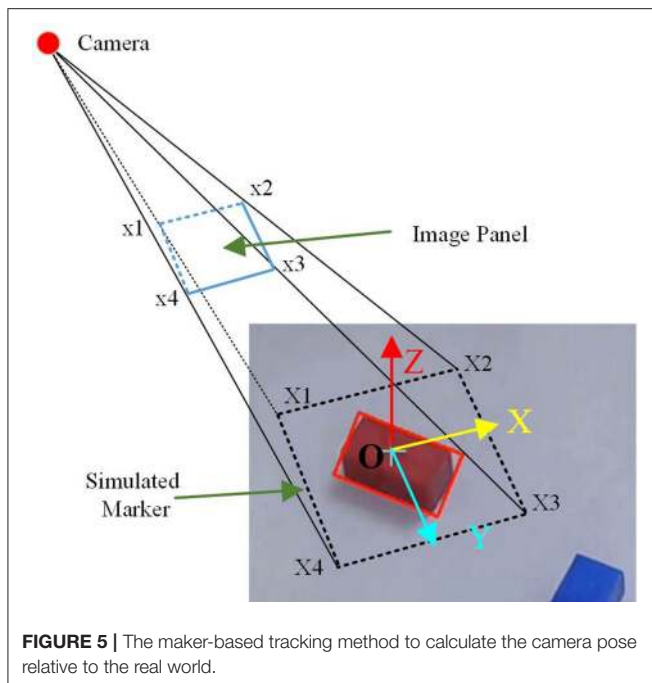 Camera
x2
x1
Image Panel
x3
x4
Z
X2
X1
X
O
Simulated
Marker
X3
Y
X4
FIGURE 5 | The maker-based tracking method to calculate the camera pose
relative to the real world.